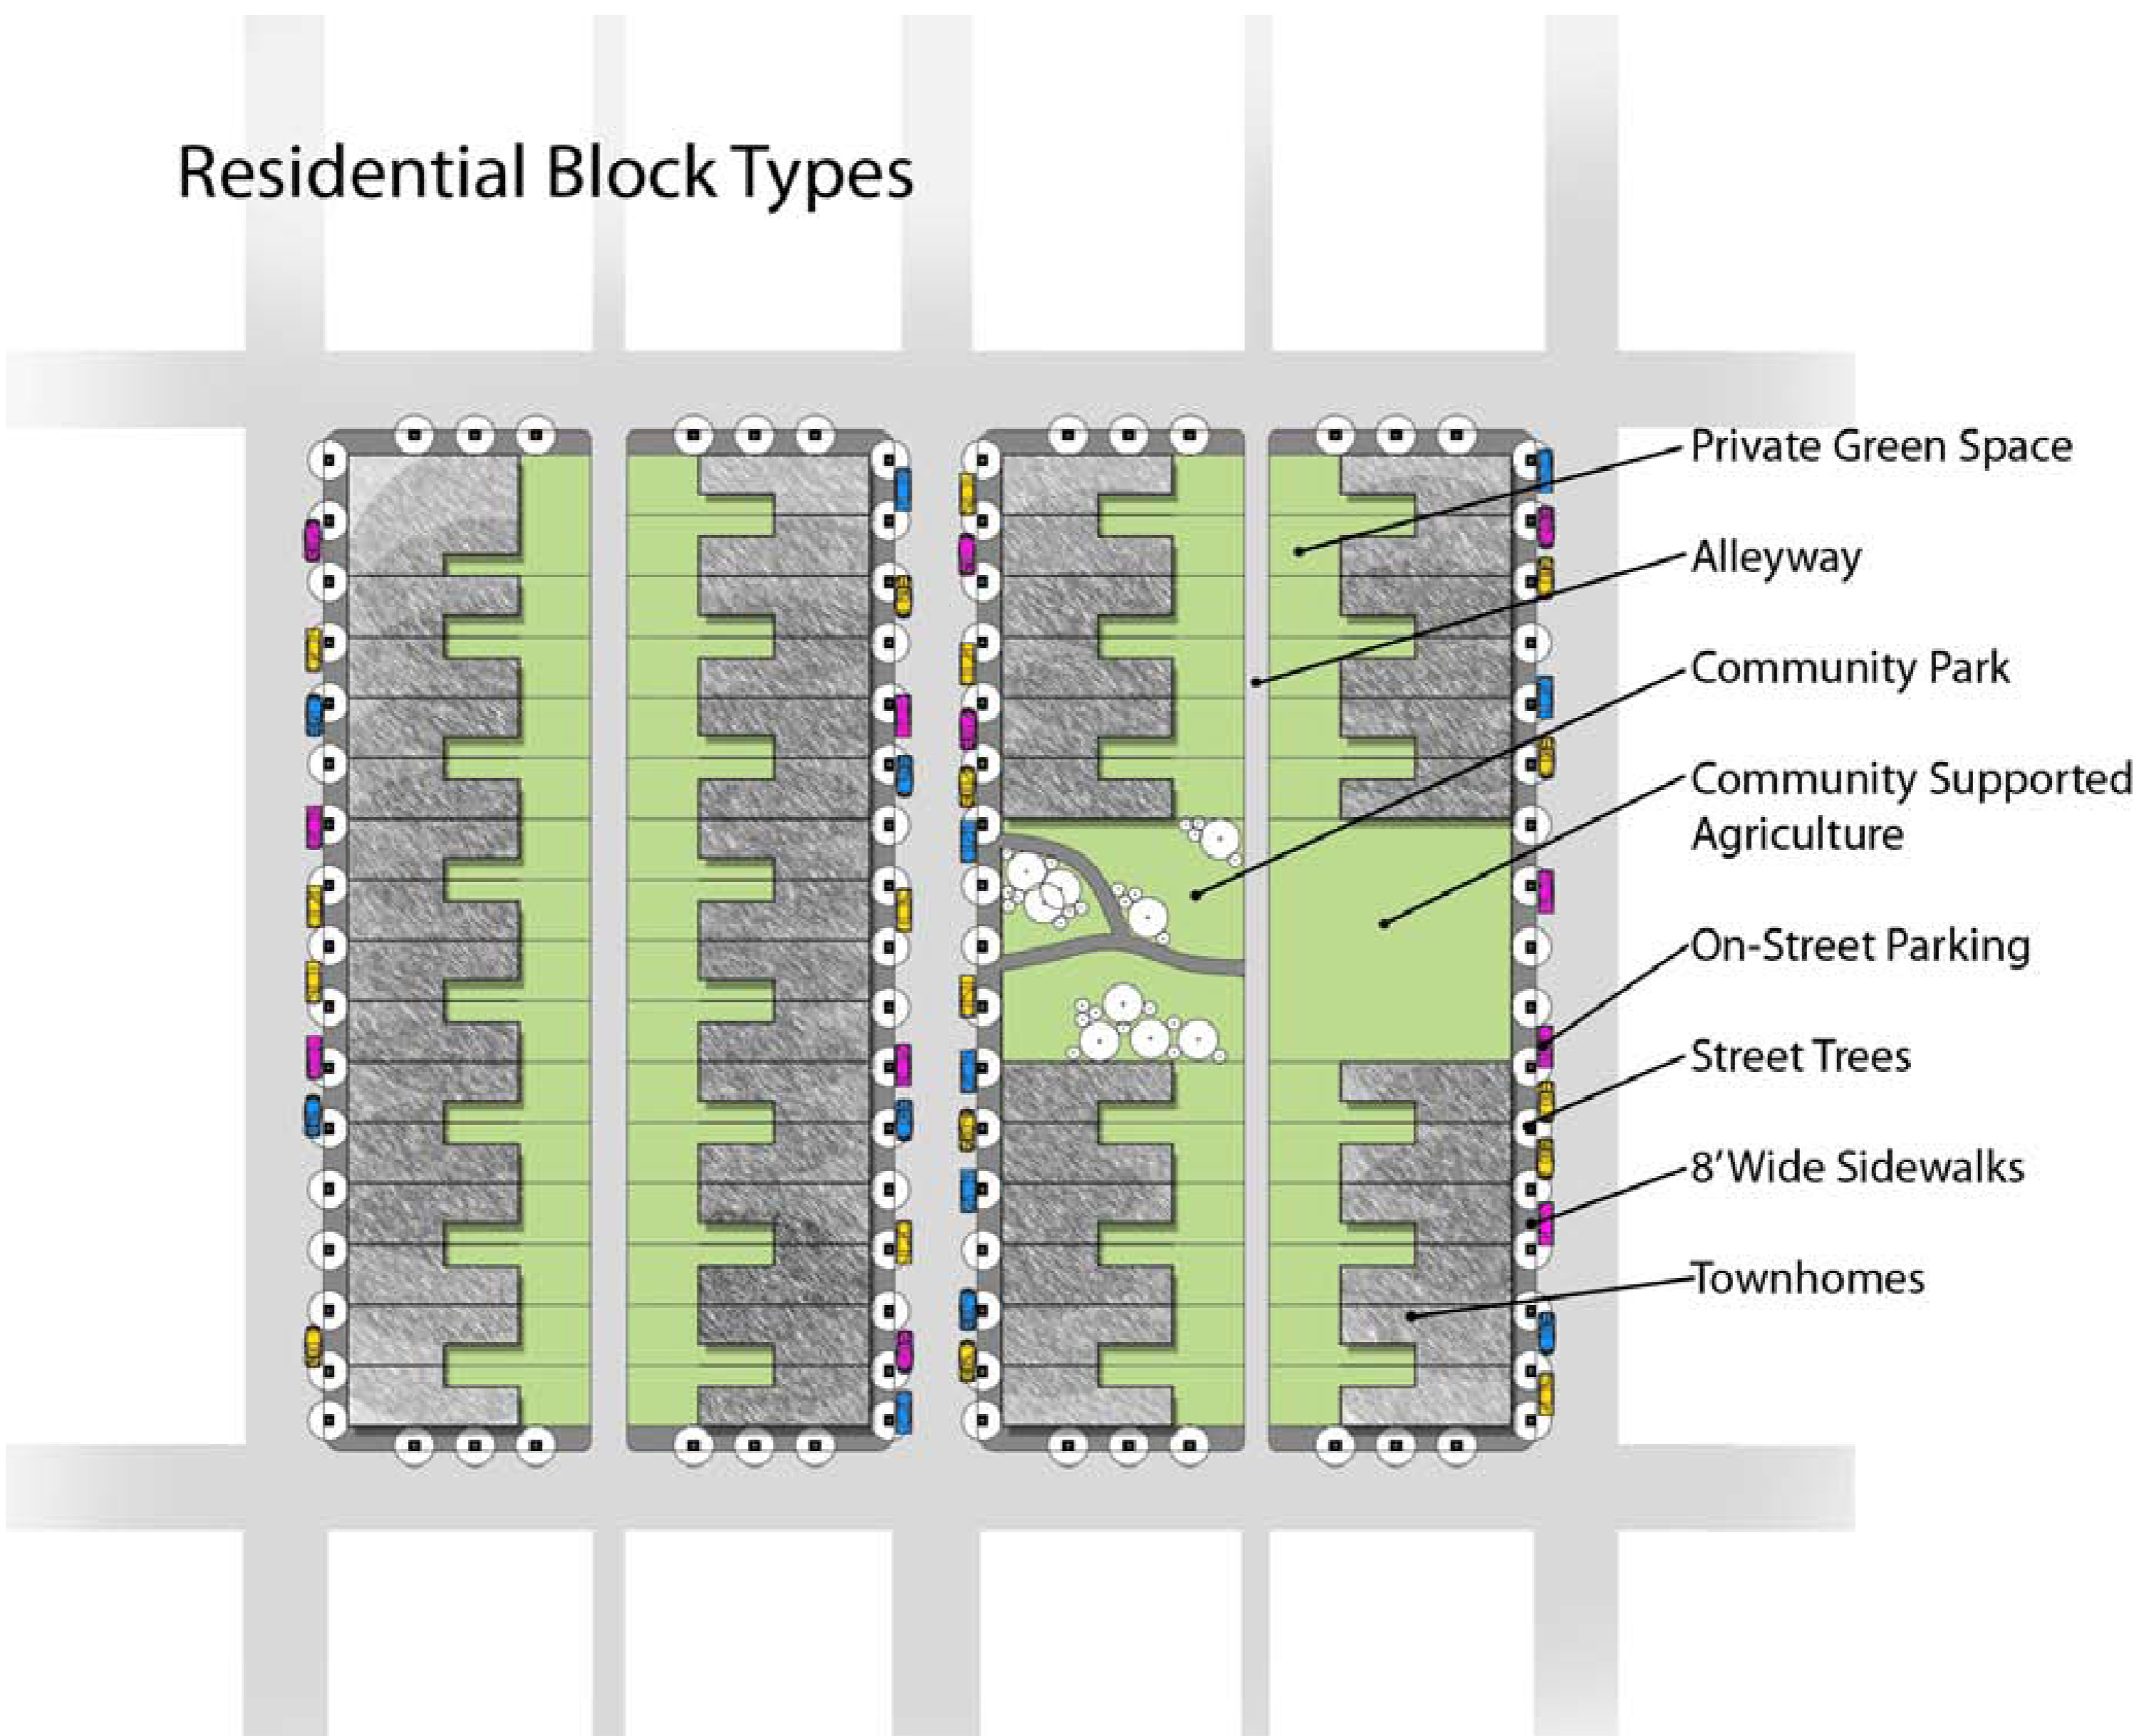 Residential Block Types
Private Green Space
Alleyway
Community Park
Community Supported
Agriculture
On-Street Parking
Street Trees
8' Wide Sidewalks
Townhomes